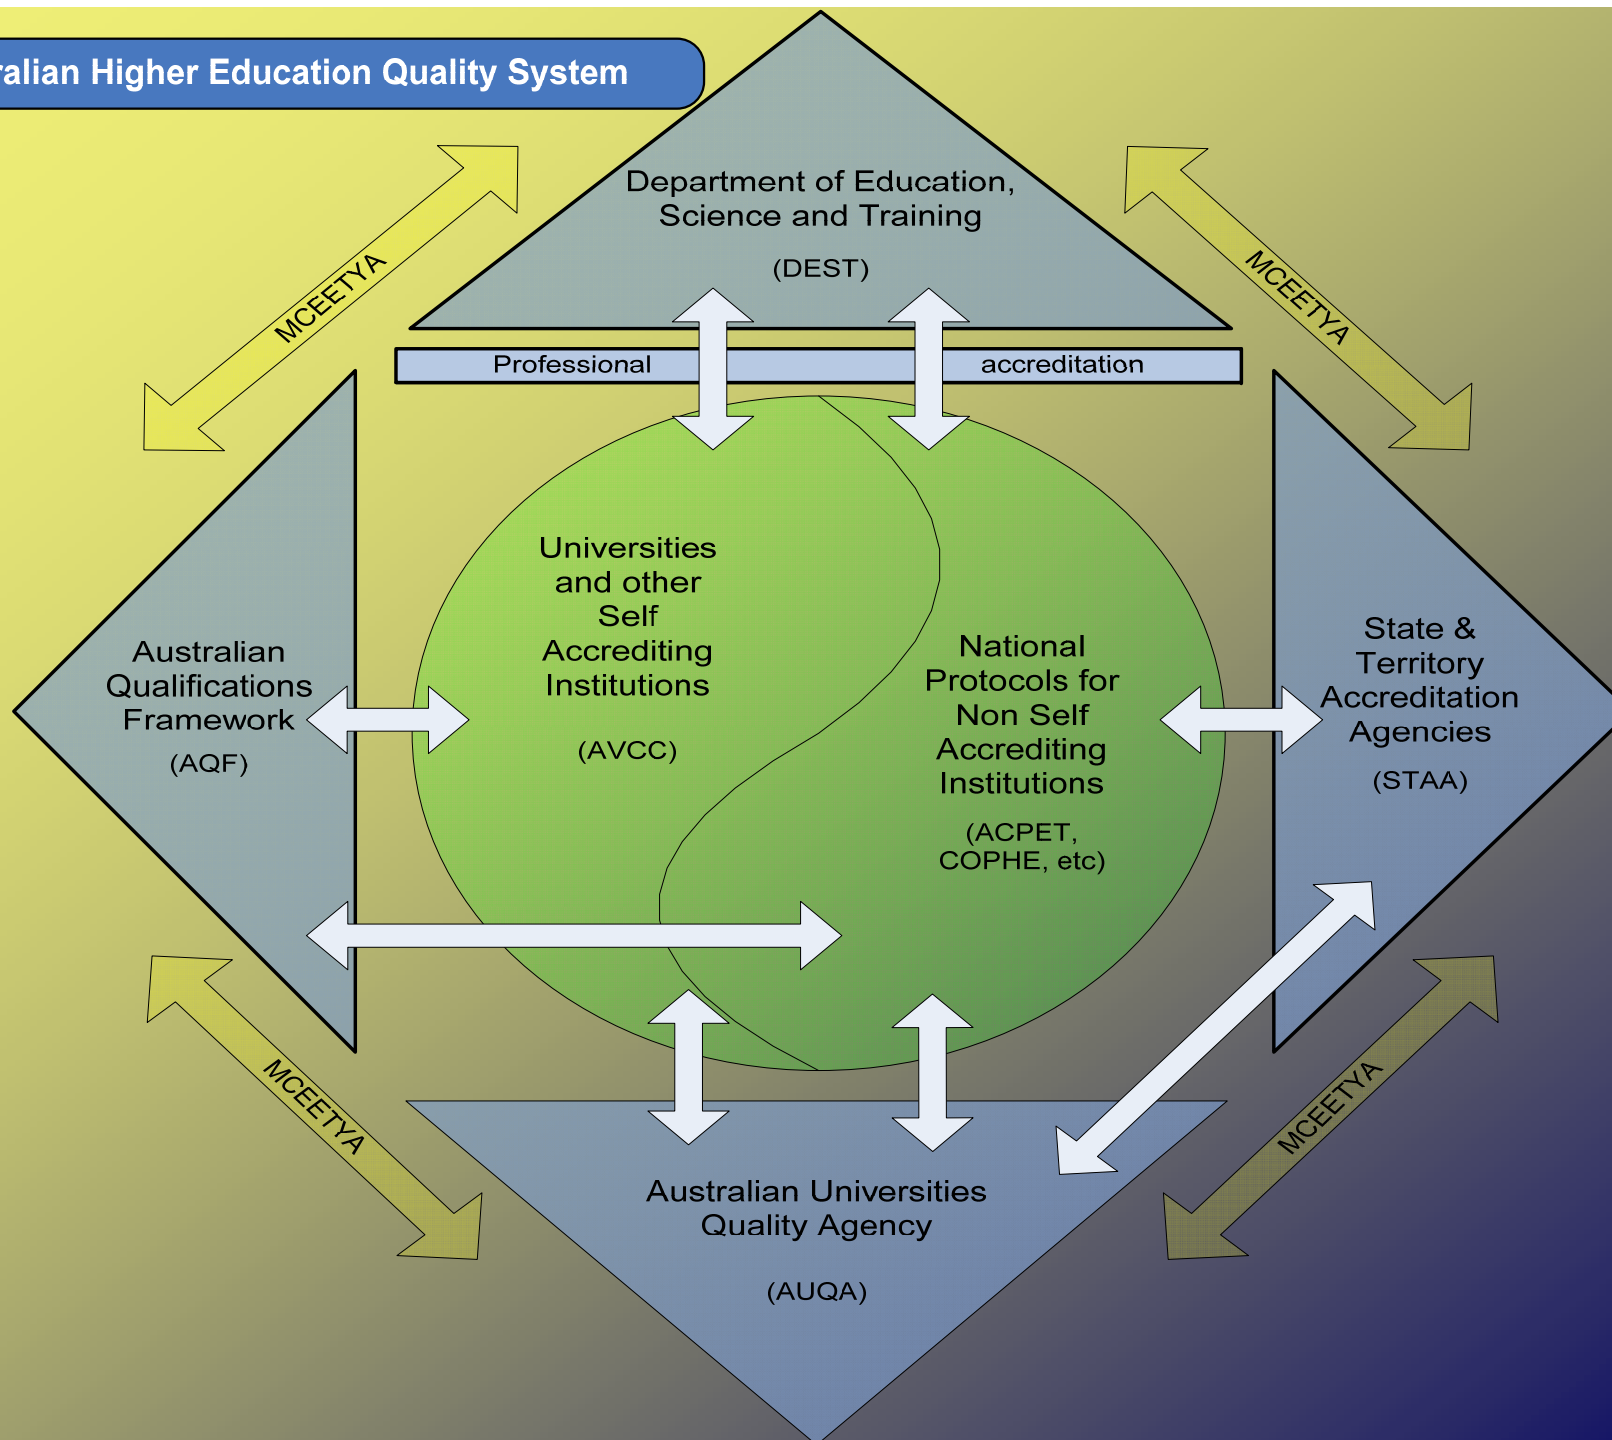 ralian Higher Education Quality System
Department of Education,
Science and Training
(DEST)
MCEETYA
MCEETYA
Professional accreditation
Universities
and other
Self
Accrediting
Institutions
(AVCC)
National
Protocols for
Non Self
Accrediting
Institutions
(ACPET,
COPHE, etc)
Australian
Qualifications
Framework
(AQF)
State &
Territory
Accreditation
Agencies
(STAA)
MCEETYA
MCEETYA
Australian Universities
Quality Agency
(AUQA)